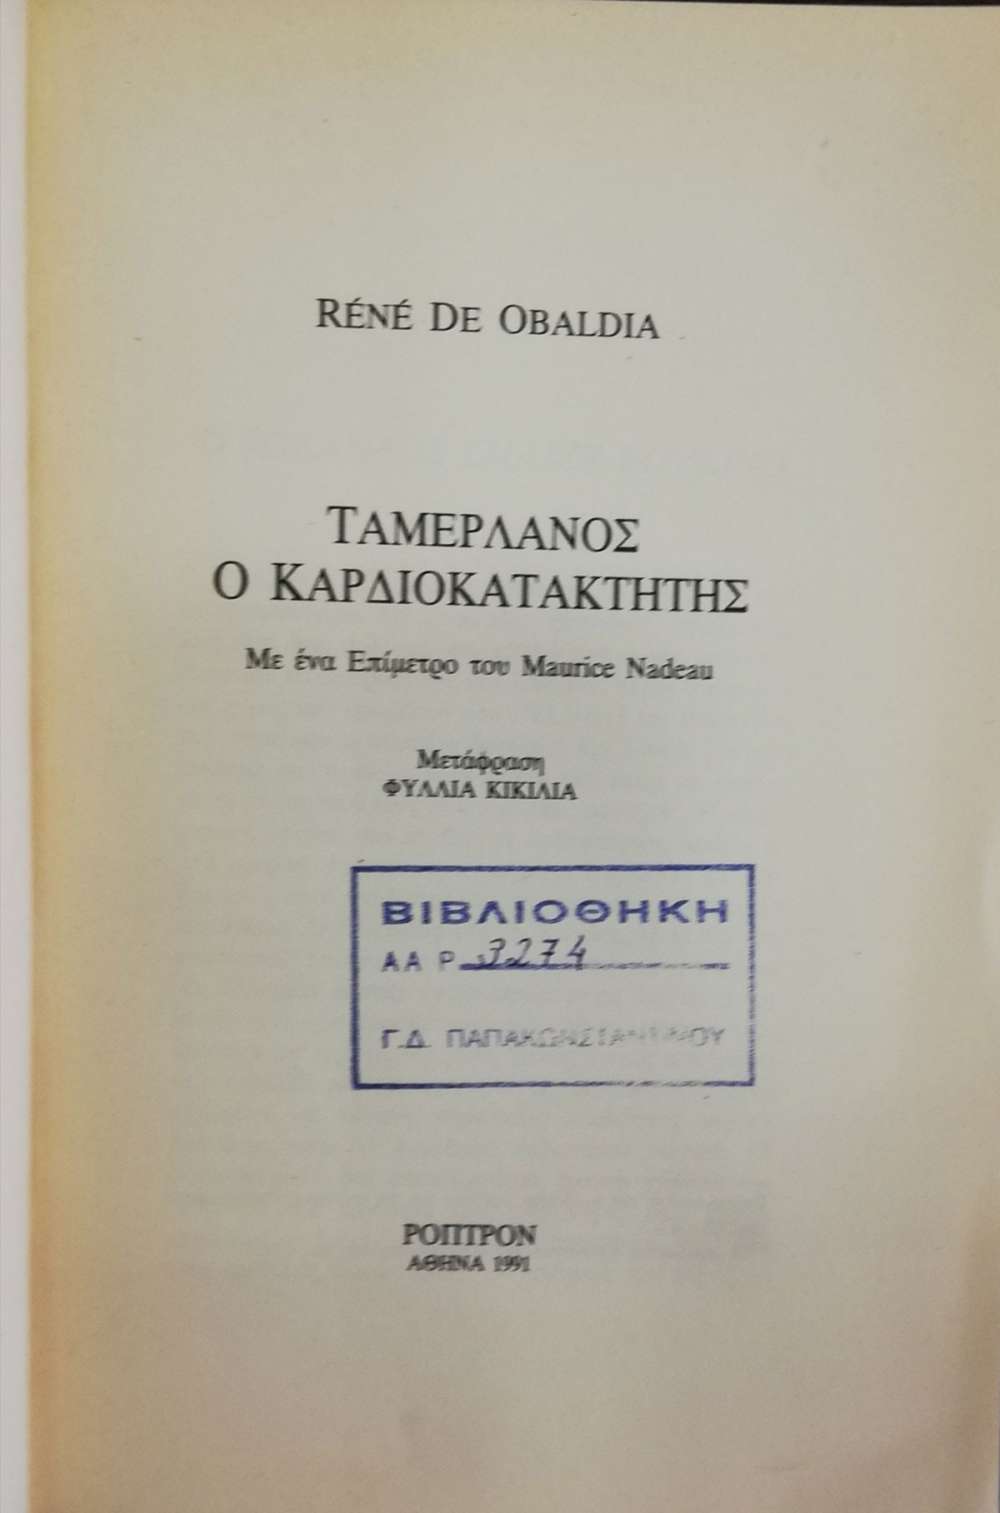 RÉNÉ DE OBALDIA
ΤΑΜΕΡΛΑΝΟΣ
Ο ΚΑΡΔΙΟΚΑΤΑΚΤΗΤΗΣ
Με ένα Επίμετρο του Maurice Nadeau
Μετάφραση
ΦΥΛΛΙΑ ΚΙΚΙΛΙΑ
ΒΙΒΛΙΟΘΗΚΗ
ΑΑ Ρ 3274
Γ.Δ. ΠΑΠΑΚΩΝΣΤΑΝΤΙΝΟΥ
ΡΟΠΤΡΟΝ
ΑΘΗΝΑ 1991